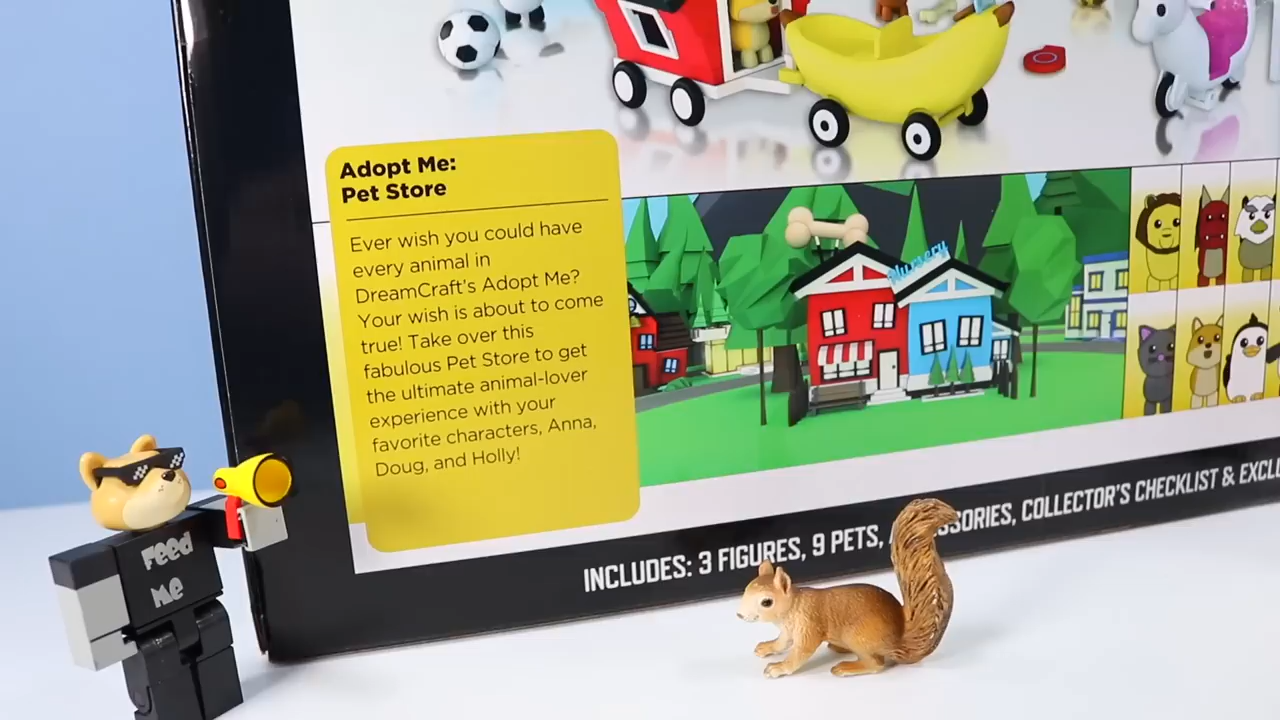 Adopt Me:
Pet Store
Ever wish you could have
every animal in
DreamCraft's Adopt Me?
Your wish is about to come
true! Take over this
fabulous Pet Store to get
the ultimate animal-lover
experience with your
favorite characters, Anna,
Doug, and Holly!
Nursery
INCLUDES: 3 FIGURES, 9 PETS, COLLECTOR'S CHECKLIST &
Feed
Me